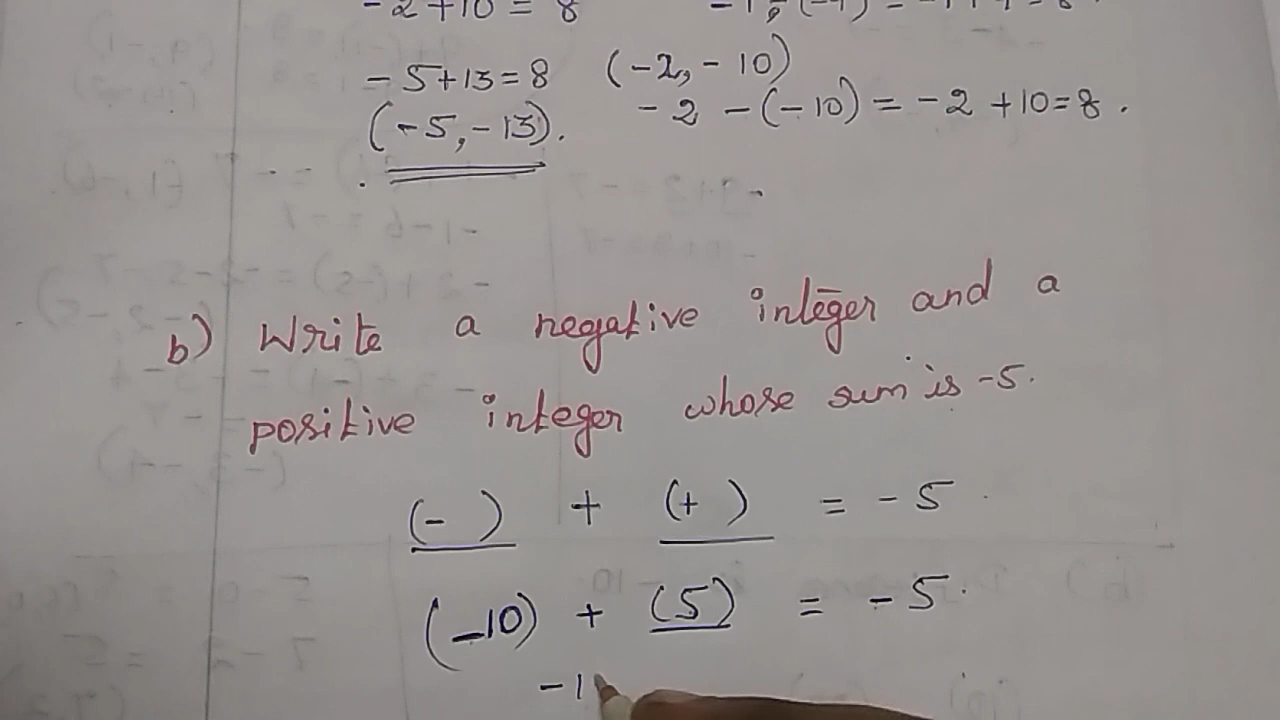 -2+10 = 8
-5+13=8 (-2,-10)
(-5,-13). -2 -(-10) = -2 +10=8.
b) Write a negative integer and a
positive integer whose sum is -5.
(- ) + (+ ) = -5.
(-10) + (5) = -5.
-1